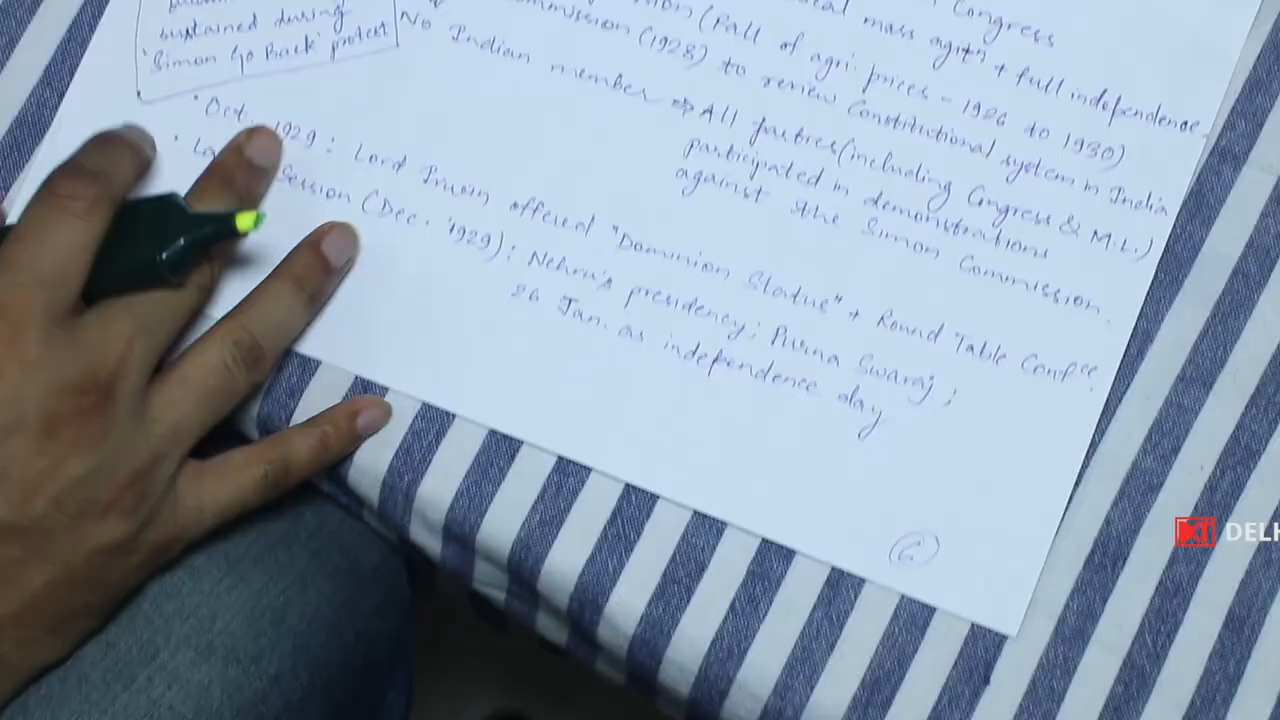 Congress
mass agitn + full independence.
(Fall of agri. prices - 1926 to 1930)
(1928) to review Constitutional system in India
No Indian member => All parties (including Congress & M.L.)
participated in demonstrations
against the Simon Commission.
sustained during
'Simon Go Back' protest
• Oct. 1929: Lord Irwin offered "Dominion Status" + Round Table Confce.
• Session (Dec. 1929): Nehru's presidency; Purna Swaraj;
26 Jan. as independence day
6
DELH